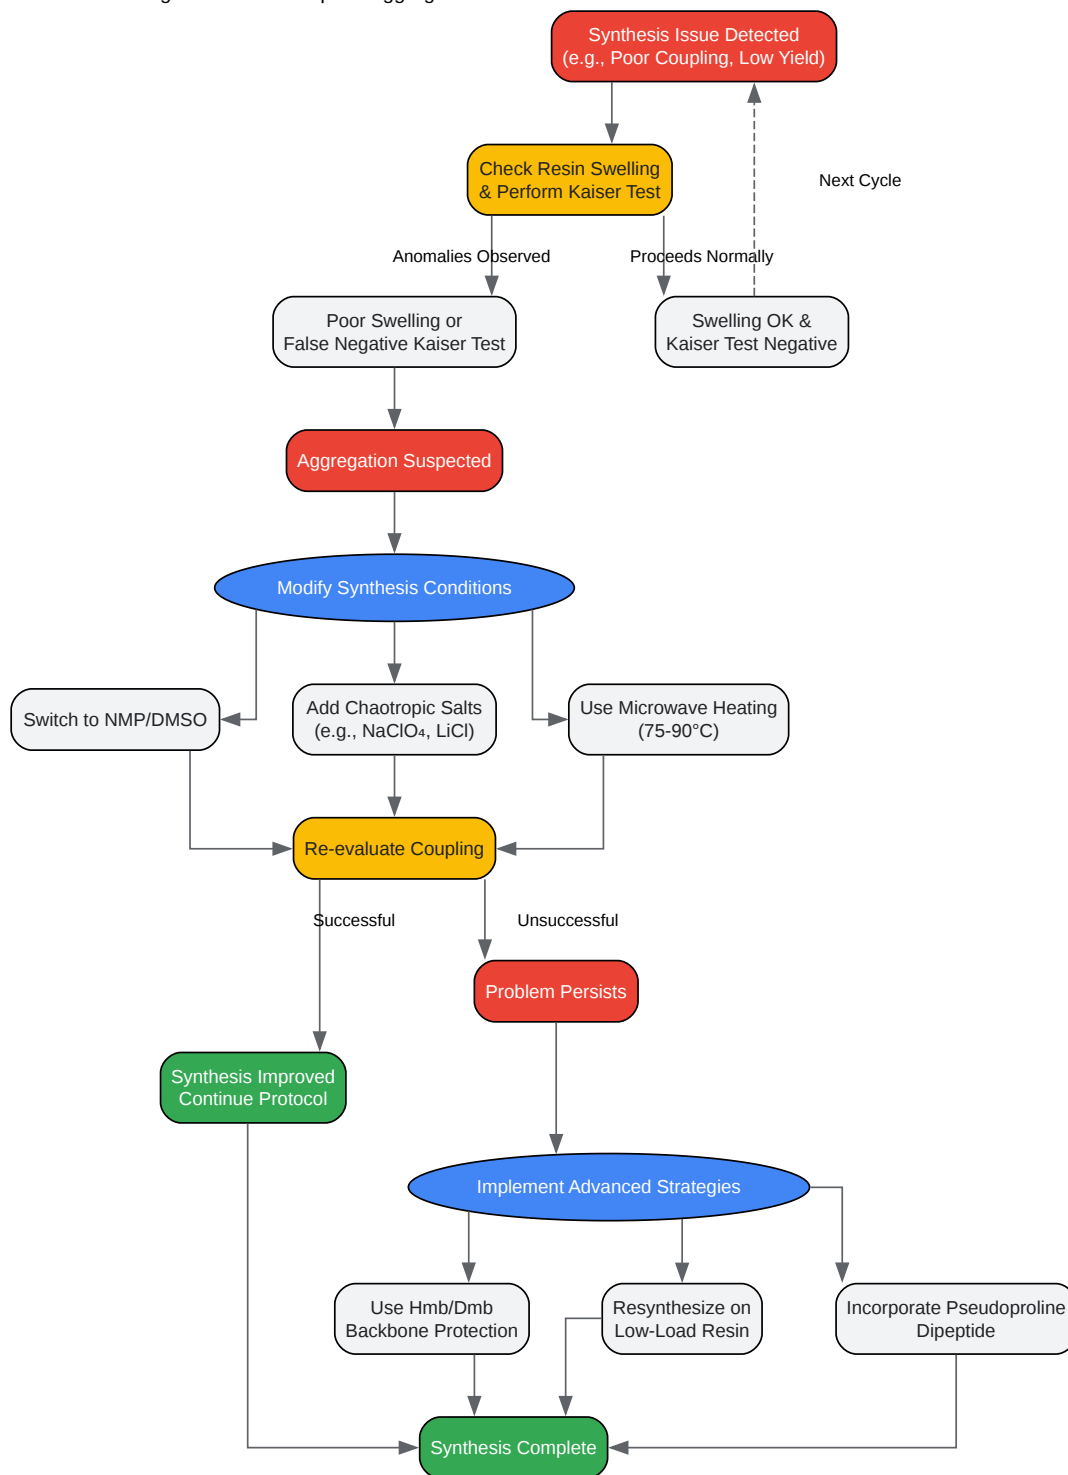 Synthesis Issue Detected
(e.g., Poor Coupling, Low Yield)
Check Resin Swelling
& Perform Kaiser Test
Next Cycle
Anomalies Observed
Proceeds Normally
Poor Swelling or
False Negative Kaiser Test
Swelling OK &
Kaiser Test Negative
Aggregation Suspected
Modify Synthesis Conditions
Switch to NMP/DMSO
Add Chaotropic Salts
(e.g., NaClO₄, LiCl)
Use Microwave Heating
(75-90°C)
Re-evaluate Coupling
Successful
Unsuccessful
Problem Persists
Synthesis Improved
Continue Protocol
Implement Advanced Strategies
Use Hmb/Dmb
Backbone Protection
Resynthesize on
Low-Load Resin
Incorporate Pseudoproline
Dipeptide
Synthesis Complete